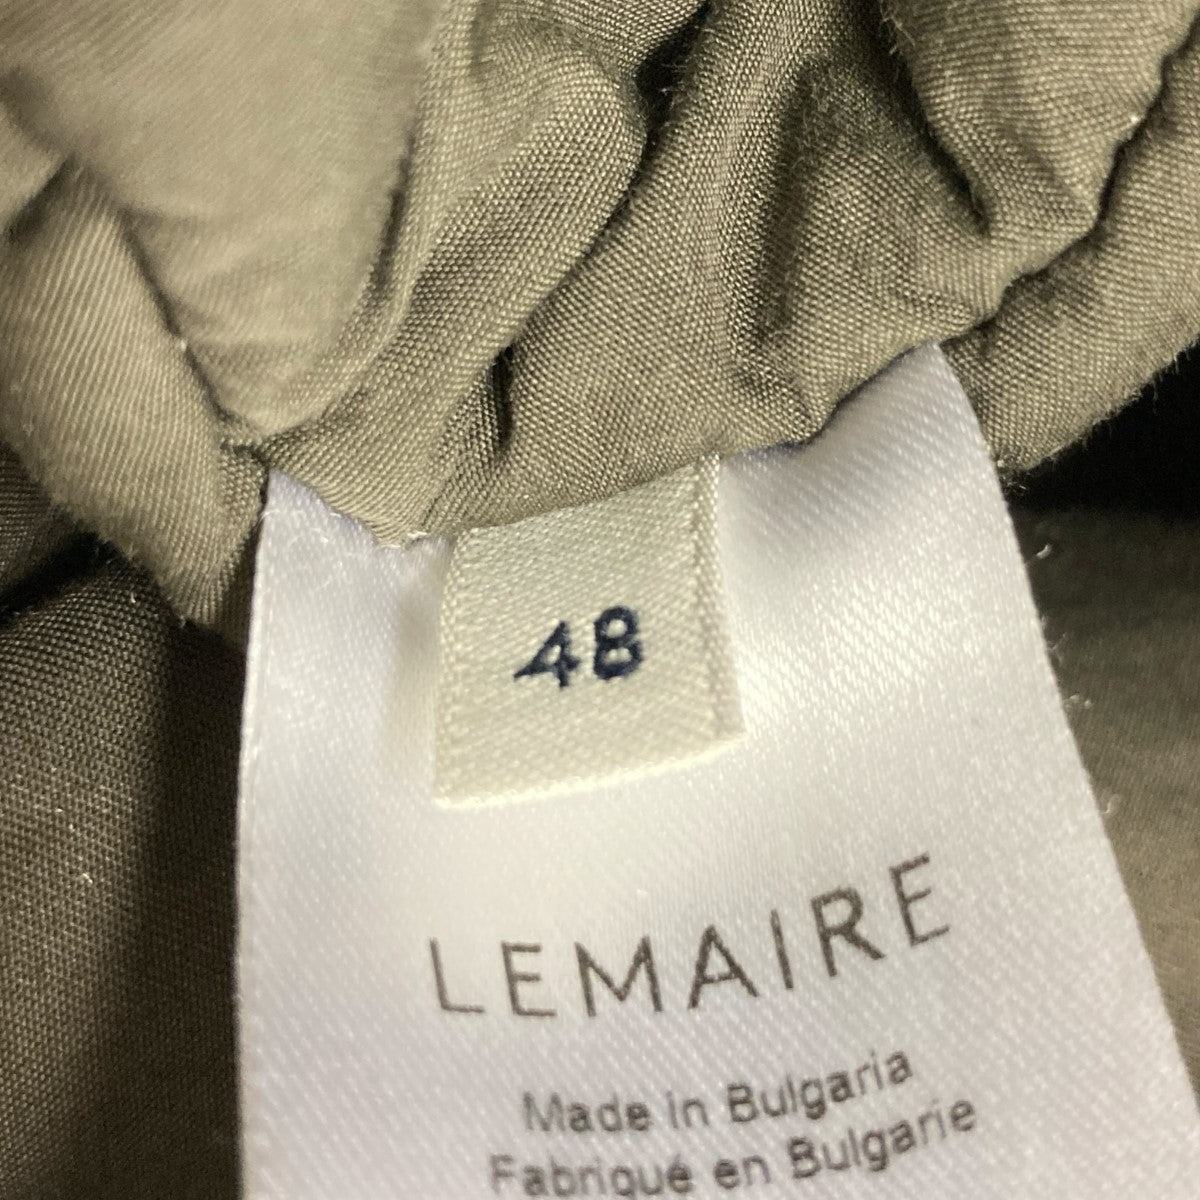 48
LEMAIRE
Made in Bulgaria
Fabriqué en Bulgarie